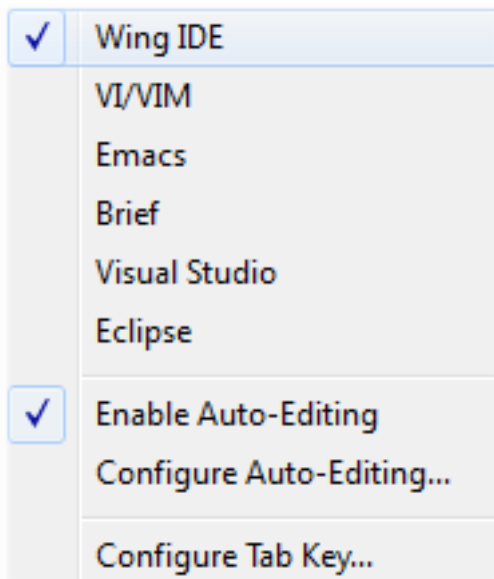 Wing IDE
VI/VIM
Emacs
Brief
Visual Studio
Eclipse
Enable Auto-Editing
Configure Auto-Editing...
Configure Tab Key...